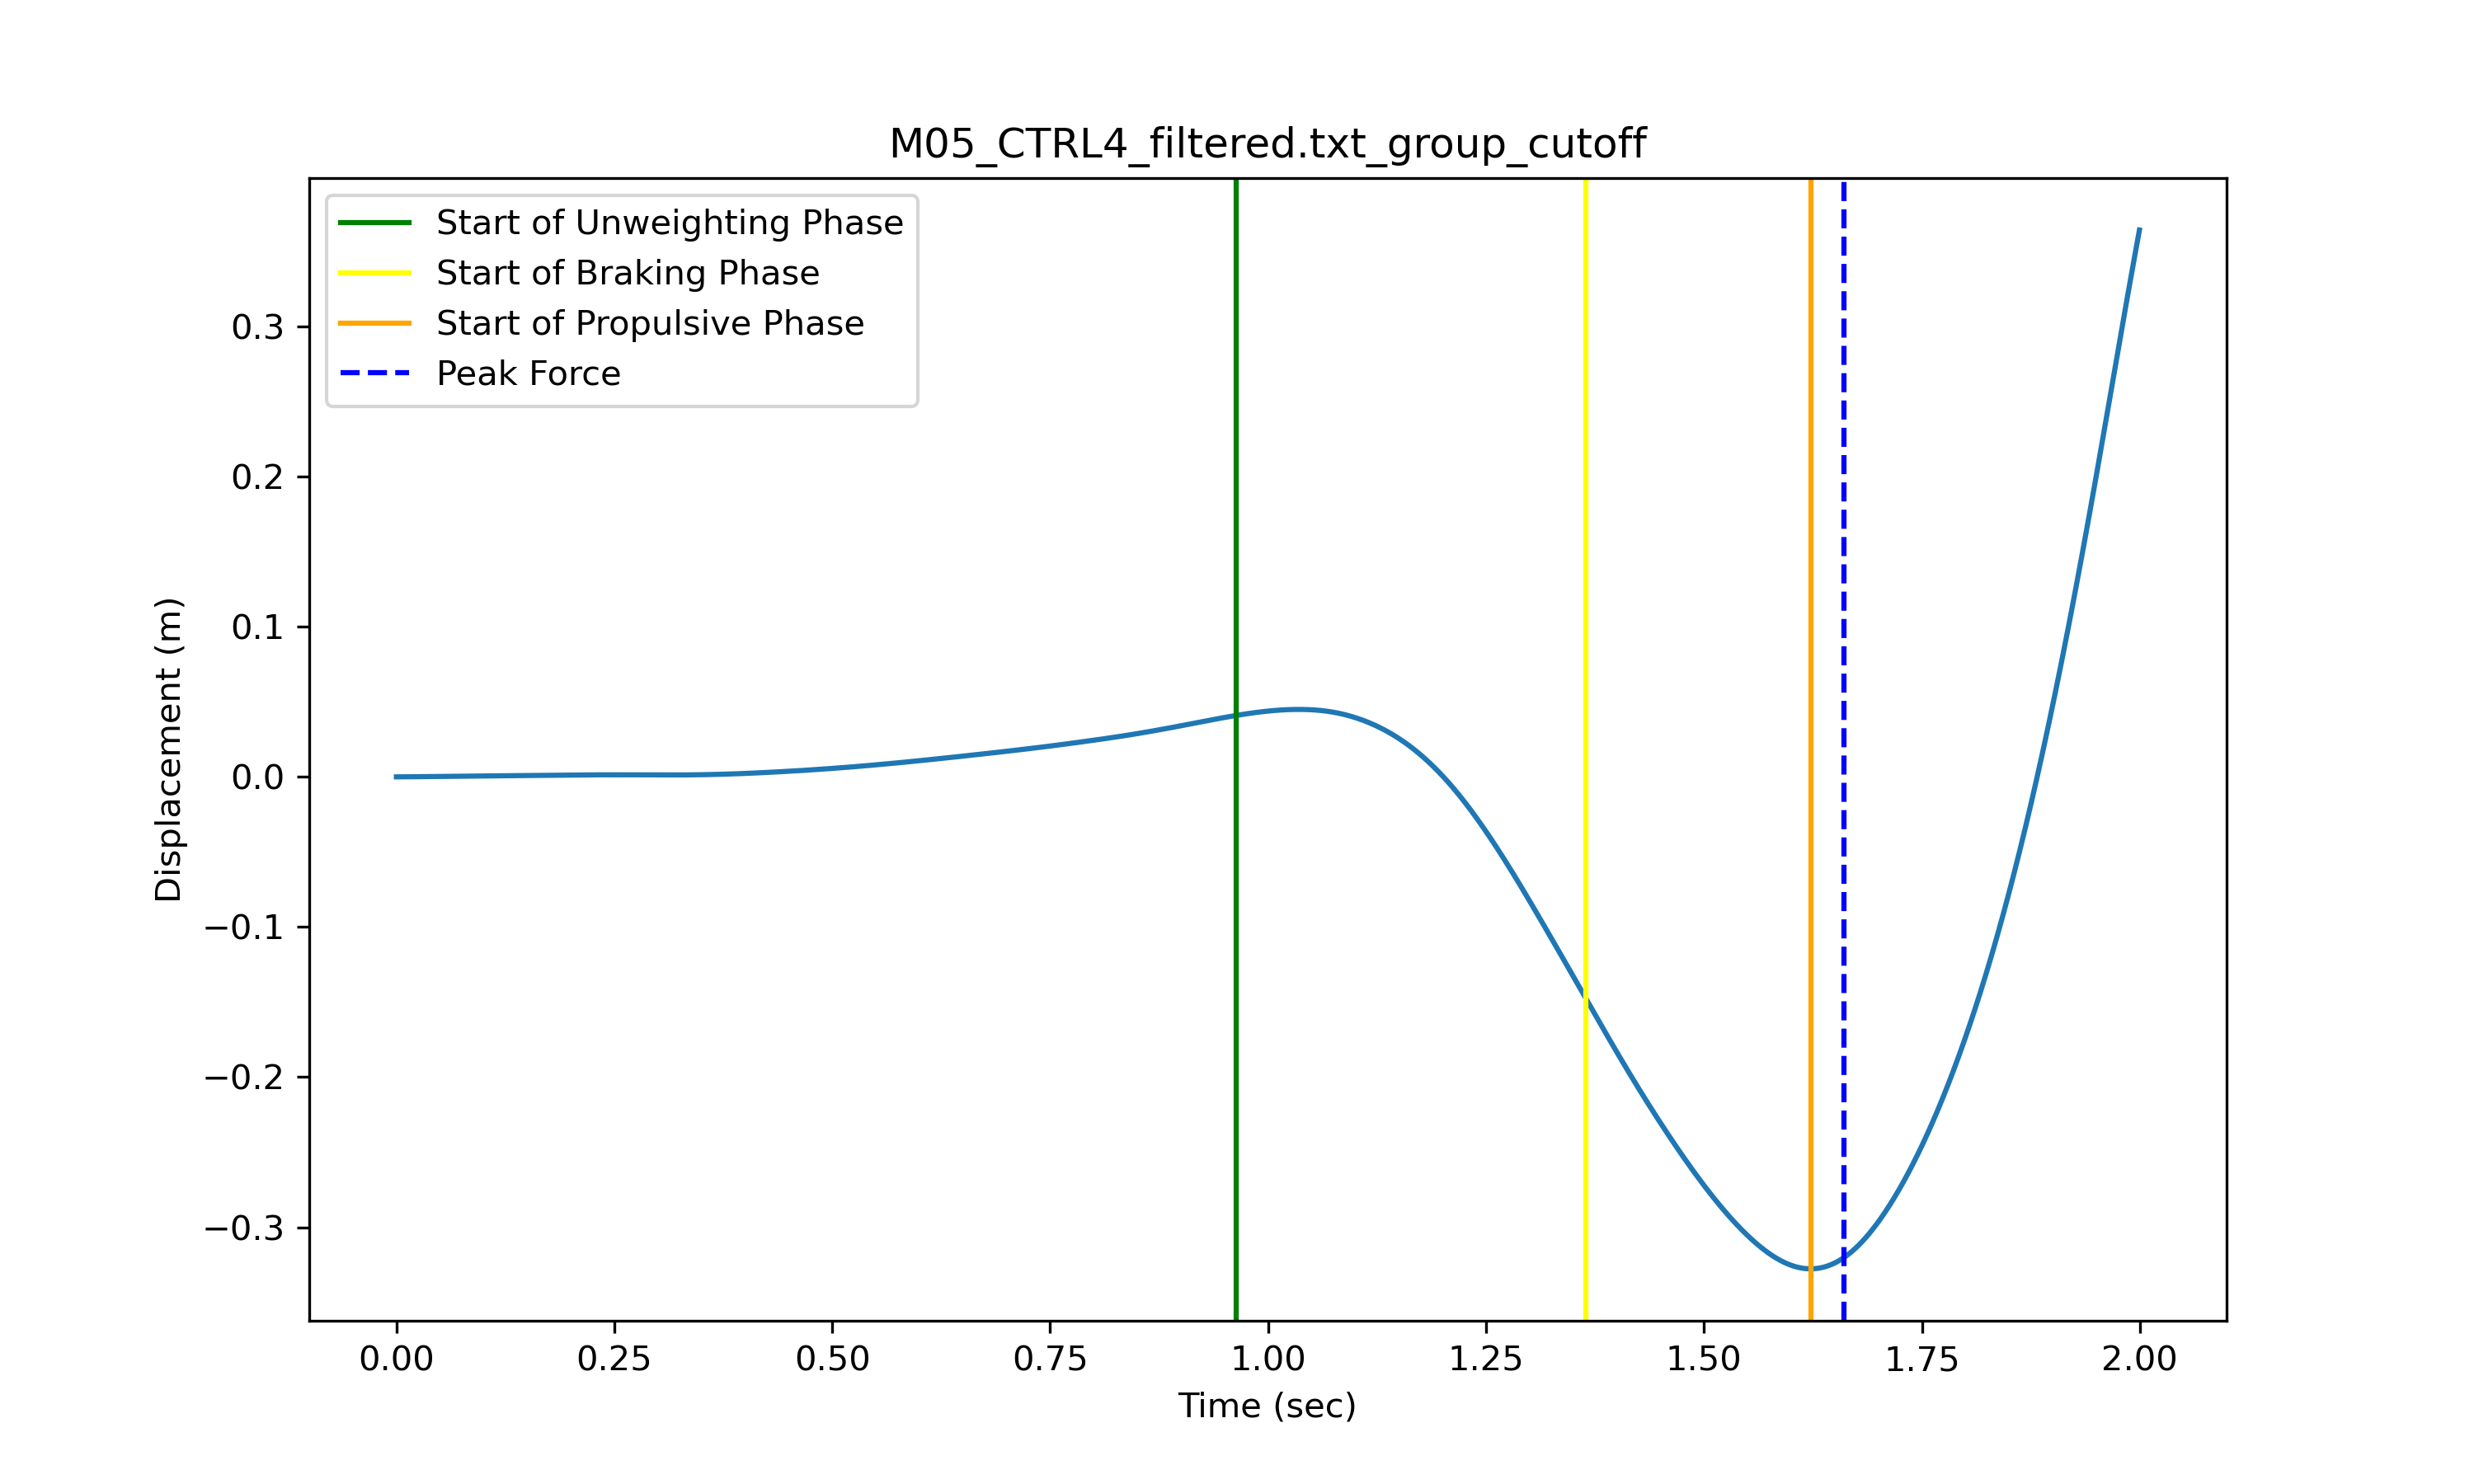 M05_CTRL4_filtered.txt_group_cutoff
Start of Unweighting Phase
Start of Braking Phase
Start of Propulsive Phase
Peak Force
Displacement (m)
0.3
0.2
0.1
0.0
−0.1
−0.2
−0.3
0.00 0.25 0.50 0.75 1.00 1.25 1.50 1.75 2.00
Time (sec)